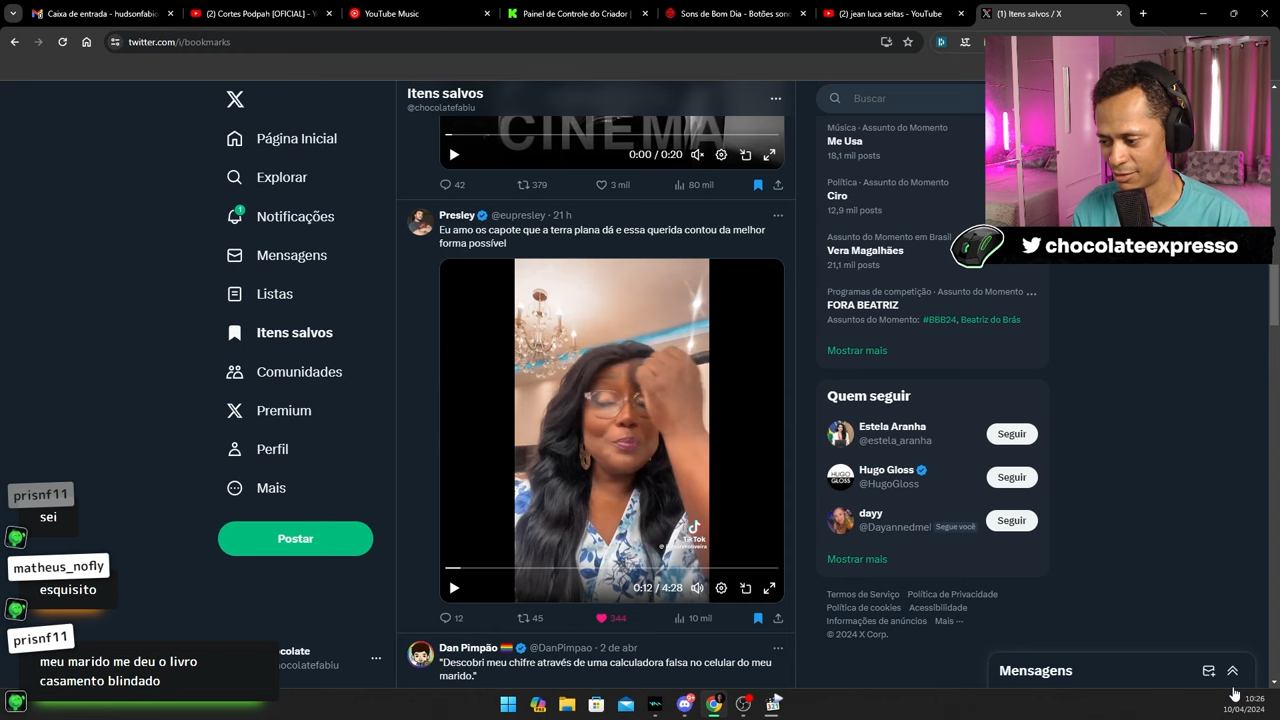 Caixa de entrada - hudsonfabio
(2) Cortes Podpah [OFICIAL] - Y
YouTube Music
Painel de Controle do Criador
Sons de Bom Dia - Botões sono
(2) jean luca seitas - YouTube
(1) Itens salvos / X
twitter.com/i/bookmarks
Página Inicial
Explorar
Notificações
1
Mensagens
Listas
Itens salvos
Comunidades
Premium
Perfil
Mais
Postar
Itens salvos
@chocolatefabiu
CINEMA
0:00 / 0:20
42
379
3 mil
80 mil
Presley @eupresley · 21 h
Eu amo os capote que a terra plana dá e essa querida contou da melhor
forma possível
TikTok
0:12 / 4:28
12
45
344
10 mil
Dan Pimpão @DanPimpao · 2 de abr
"Descobri meu chifre através de uma calculadora falsa no celular do meu
marido."
Buscar
Música · Assunto do Momento
Me Usa
18,1 mil posts
Política · Assunto do Momento
Ciro
12,9 mil posts
Assunto do Momento em Brasil
Vera Magalhães
21,1 mil posts
Programas de competição · Assunto do Momento
FORA BEATRIZ
Assuntos do Momento: #BBB24, Beatriz do Brás
Mostrar mais
Quem seguir
Estela Aranha
@estela_aranha
Seguir
Hugo Gloss
@HugoGloss
Seguir
HUGO
GLOSS
dayy
@Dayannedme
Segue você
Seguir
Mostrar mais
Termos de Serviço Política de Privacidade
Política de cookies Acessibilidade
Informações de anúncios Mais ···
© 2024 X Corp.
Mensagens
chocolateexpresso
prisnf11
sei
matheus_nofly
esquisito
prisnf11
meu marido me deu o livro
casamento blindado
ocolate
hocolatefabiu
10:26
10/04/2024